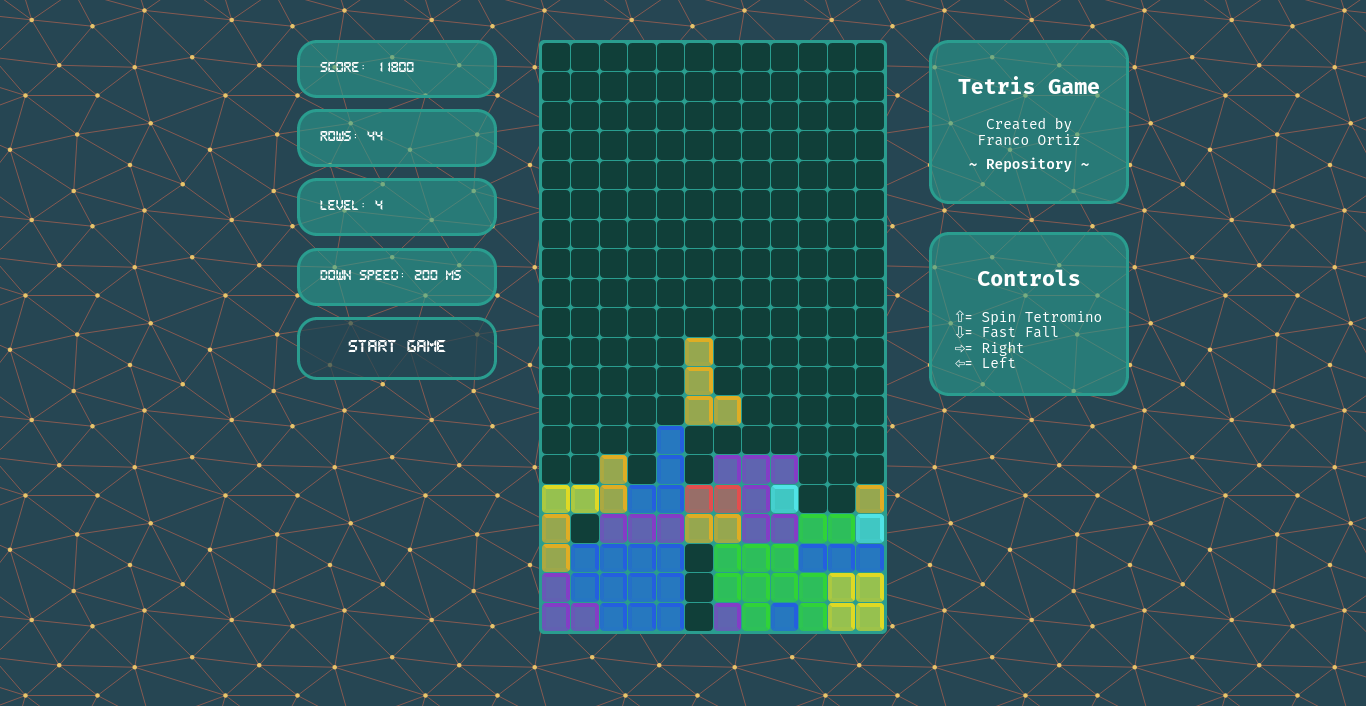 SCORE: 11800
ROWS: 44
LEVEL: 4
DOWN SPEED: 200 MS
START GAME
Tetris Game
Created by
Franco Ortiz
~ Repository ~
Controls
⇧= Spin Tetromino
⇩= Fast Fall
⇨= Right
⇦= Left